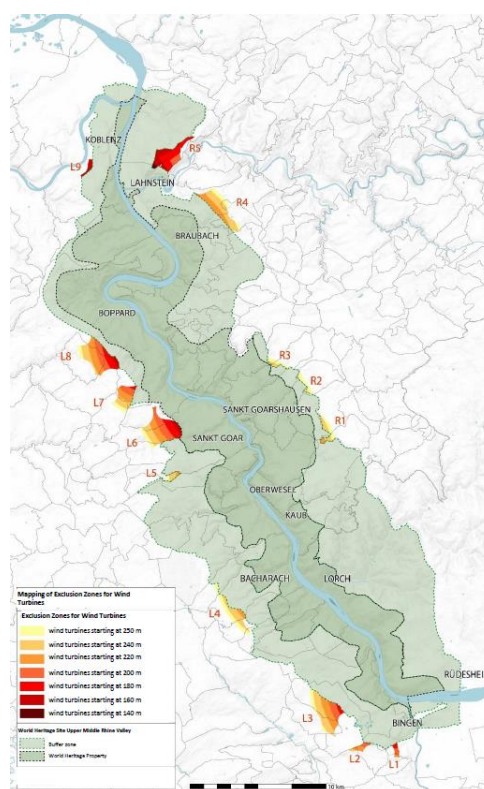 KOBLENZ
R5
L9
LAHNSTEIN
R4
BRAUBACH
BOPPARD
L8
R3
R2
L7
SANKT GOARSHAUSEN
R1
L6
SANKT GOAR
L5
OBERWESEL
KAUB
BACHARACH
LORCH
L4
RÜDESHEI
L3
BINGEN
L2
L1
Mapping of Exclusion Zones for Wind
Turbines
Exclusion Zones for Wind Turbines
wind turbines starting at 250 m
wind turbines starting at 240 m
wind turbines starting at 220 m
wind turbines starting at 200 m
wind turbines starting at 180 m
wind turbines starting at 160 m
wind turbines starting at 140 m
World Heritage Site Upper Middle Rhine Valley
Buffer zone
World Heritage Property
10 km